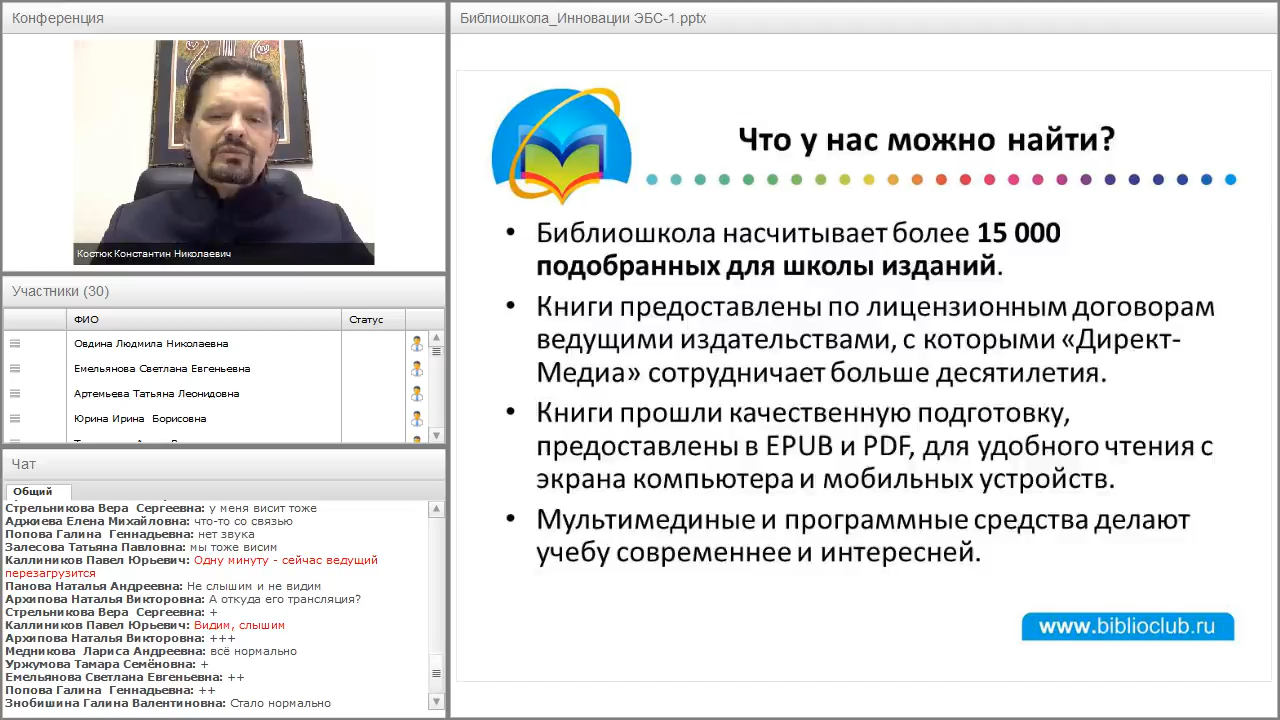 Конференция
Костюк Константин Николаевич
Участники (30)
ФИО
Статус
Овдина Людмила Николаевна
Емельянова Светлана Евгеньевна
Артемьева Татьяна Леонидовна
Юрина Ирина Борисовна
Чат
Общий
Стрельникова Вера Сергеевна: у меня висит тоже
Аджиева Елена Михайловна: что-то со связью
Попова Галина Геннадьевна: нет звука
Залесова Татьяна Павловна: мы тоже висим
Каллиников Павел Юрьевич: Одну минуту - сейчас ведущий
перезагрузится
Панова Наталья Андреевна: Не слышим и не видим
Архипова Наталья Викторовна: А откуда его трансляция?
Стрельникова Вера Сергеевна: +
Каллиников Павел Юрьевич: Видим, слышим
Архипова Наталья Викторовна: +++
Медникова Лариса Андреевна: всё нормально
Уржумова Тамара Семёновна: +
Емельянова Светлана Евгеньевна: ++
Попова Галина Геннадьевна: ++
Знобишина Галина Валентиновна: Стало нормально
Библиошкола_Инновации ЭБС-1.pptx
Что у нас можно найти?
• Библиошкола насчитывает более 15 000
подобранных для школы изданий.
• Книги предоставлены по лицензионным договорам
ведущими издательствами, с которыми «Директ-
Медиа» сотрудничает больше десятилетия.
• Книги прошли качественную подготовку,
предоставлены в EPUB и PDF, для удобного чтения с
экрана компьютера и мобильных устройств.
• Мультимединые и программные средства делают
учебу современнее и интересней.
www.biblioclub.ru